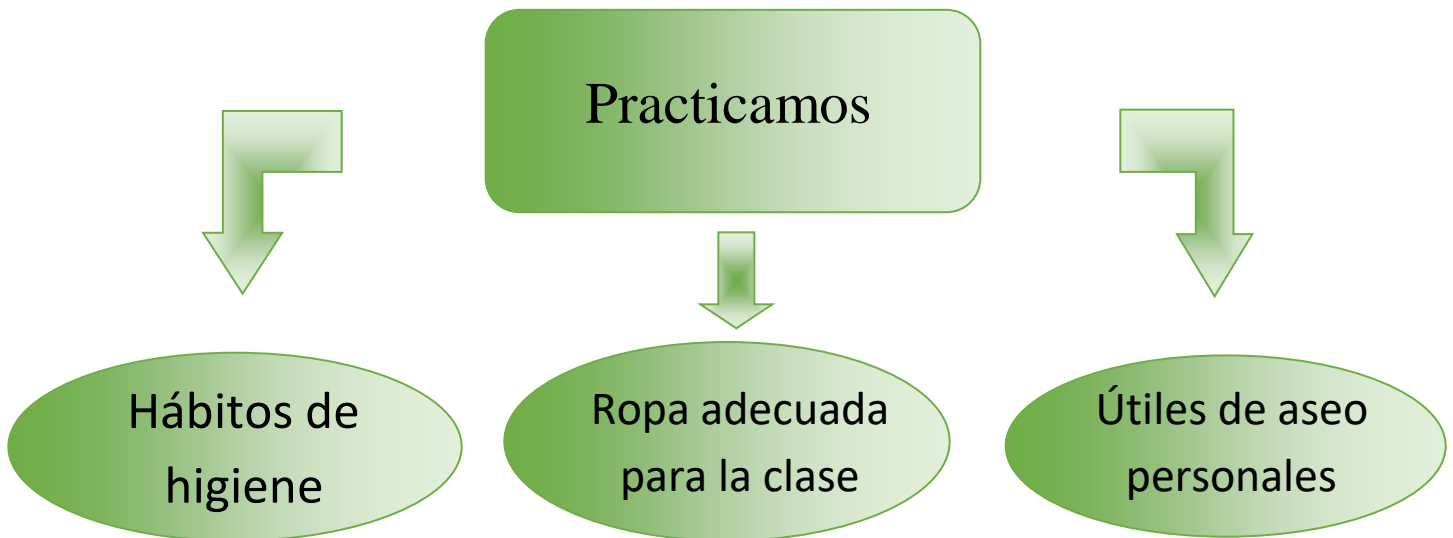 Practicamos
Hábitos de
higiene
Ropa adecuada
para la clase
Útiles de aseo
personales